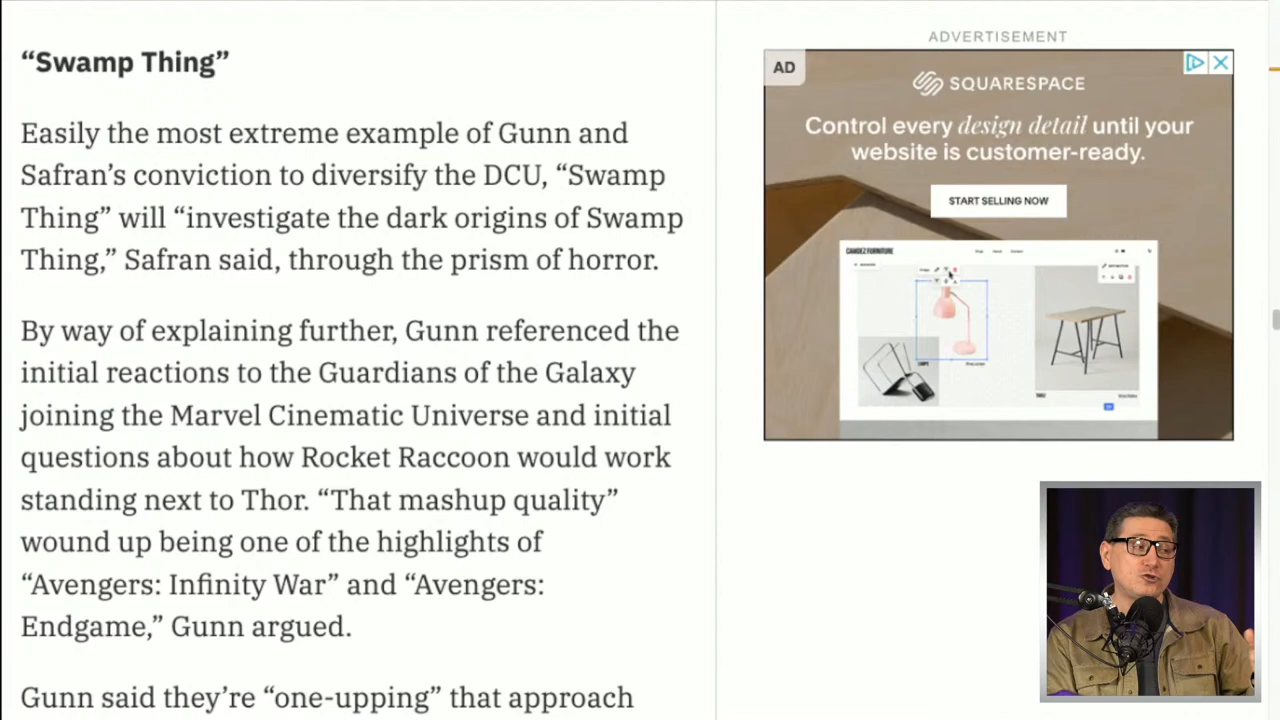 “Swamp Thing”
Easily the most extreme example of Gunn and
Safran’s conviction to diversify the DCU, “Swamp
Thing” will “investigate the dark origins of Swamp
Thing,” Safran said, through the prism of horror.
By way of explaining further, Gunn referenced the
initial reactions to the Guardians of the Galaxy
joining the Marvel Cinematic Universe and initial
questions about how Rocket Raccoon would work
standing next to Thor. “That mashup quality”
wound up being one of the highlights of
“Avengers: Infinity War” and “Avengers:
Endgame,” Gunn argued.
Gunn said they’re “one-upping” that approach
ADVERTISEMENT
AD
SQUARESPACE
Control every design detail until your
website is customer-ready.
START SELLING NOW